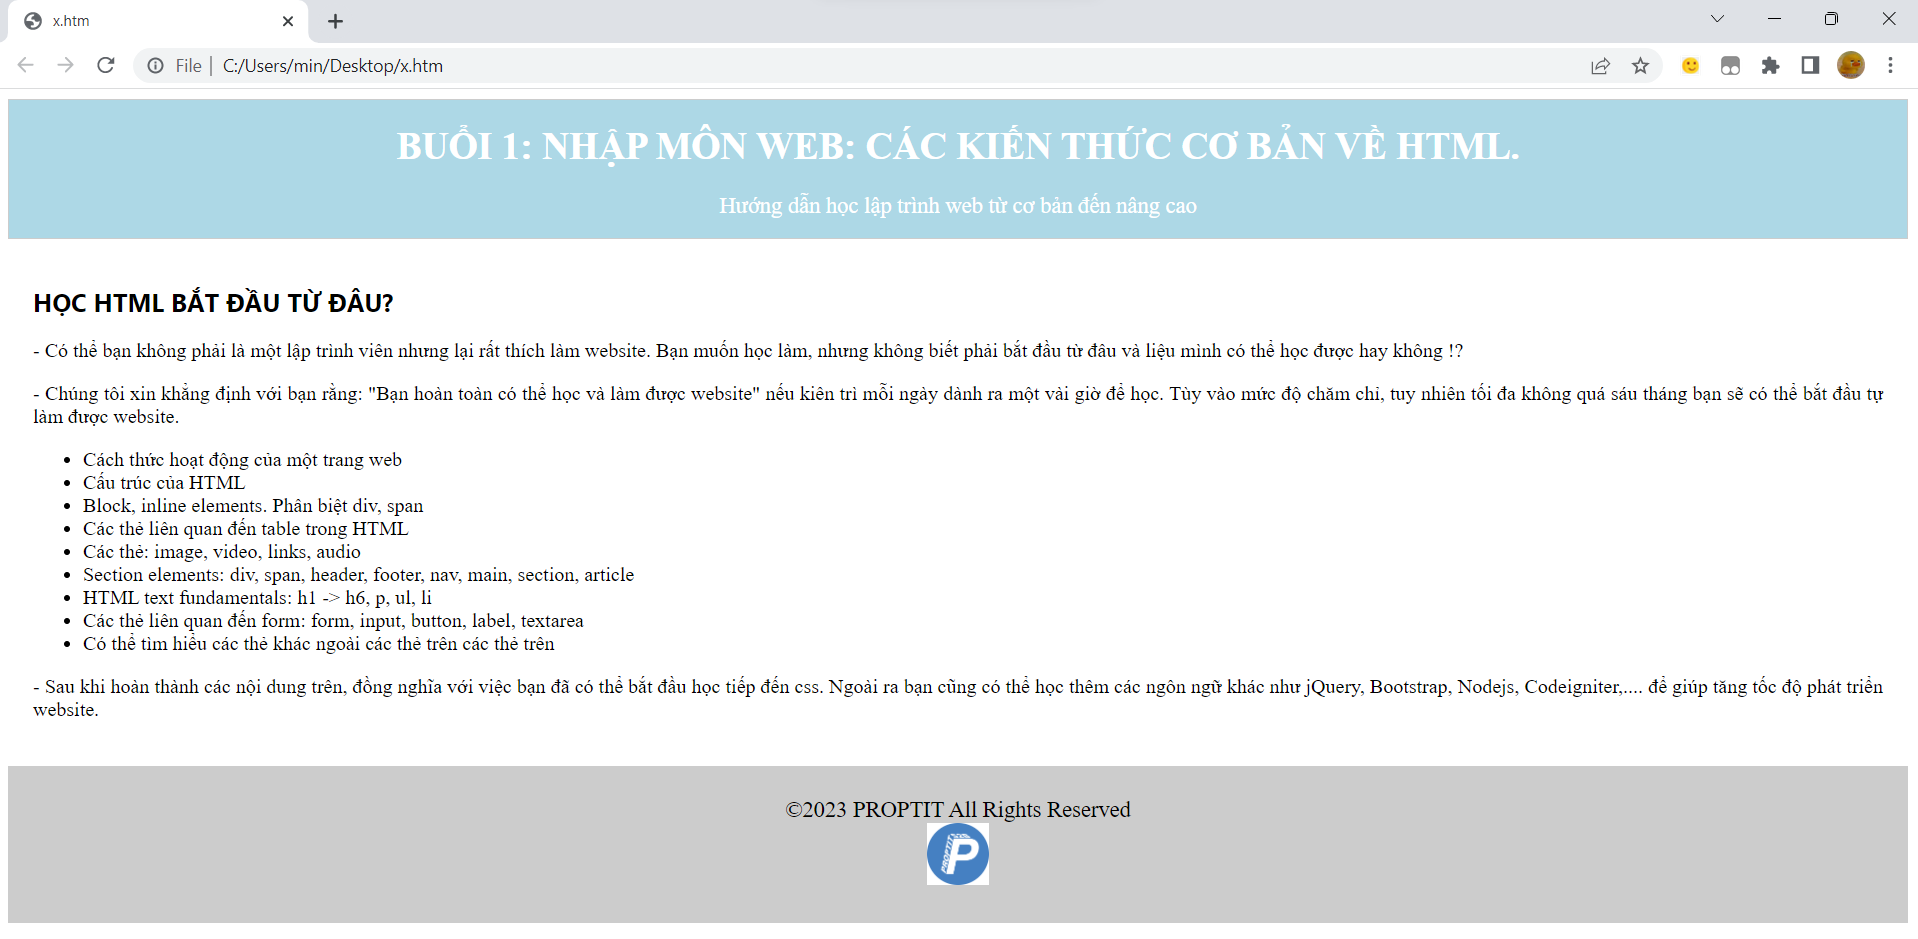 x.htm
File | C:/Users/min/Desktop/x.htm
BUỔI 1: NHẬP MÔN WEB: CÁC KIẾN THỨC CƠ BẢN VỀ HTML.
Hướng dẫn học lập trình web từ cơ bản đến nâng cao
HỌC HTML BẮT ĐẦU TỪ ĐÂU?
- Có thể bạn không phải là một lập trình viên nhưng lại rất thích làm website. Bạn muốn học làm, nhưng không biết phải bắt đầu từ đâu và liệu mình có thể học được hay không !?
- Chúng tôi xin khẳng định với bạn rằng: "Bạn hoàn toàn có thể học và làm được website" nếu kiên trì mỗi ngày dành ra một vài giờ để học. Tùy vào mức độ chăm chỉ, tuy nhiên tối đa không quá sáu tháng bạn sẽ có thể bắt đầu tự
làm được website.
• Cách thức hoạt động của một trang web
• Cấu trúc của HTML
• Block, inline elements. Phân biệt div, span
• Các thẻ liên quan đến table trong HTML
• Các thẻ: image, video, links, audio
• Section elements: div, span, header, footer, nav, main, section, article
• HTML text fundamentals: h1 -> h6, p, ul, li
• Các thẻ liên quan đến form: form, input, button, label, textarea
• Có thể tìm hiểu các thẻ khác ngoài các thẻ trên các thẻ trên
- Sau khi hoàn thành các nội dung trên, đồng nghĩa với việc bạn đã có thể bắt đầu học tiếp đến css. Ngoài ra bạn cũng có thể học thêm các ngôn ngữ khác như jQuery, Bootstrap, Nodejs, Codeigniter,.... để giúp tăng tốc độ phát triển
website.
©2023 PROPTIT All Rights Reserved
PROPTIT
P